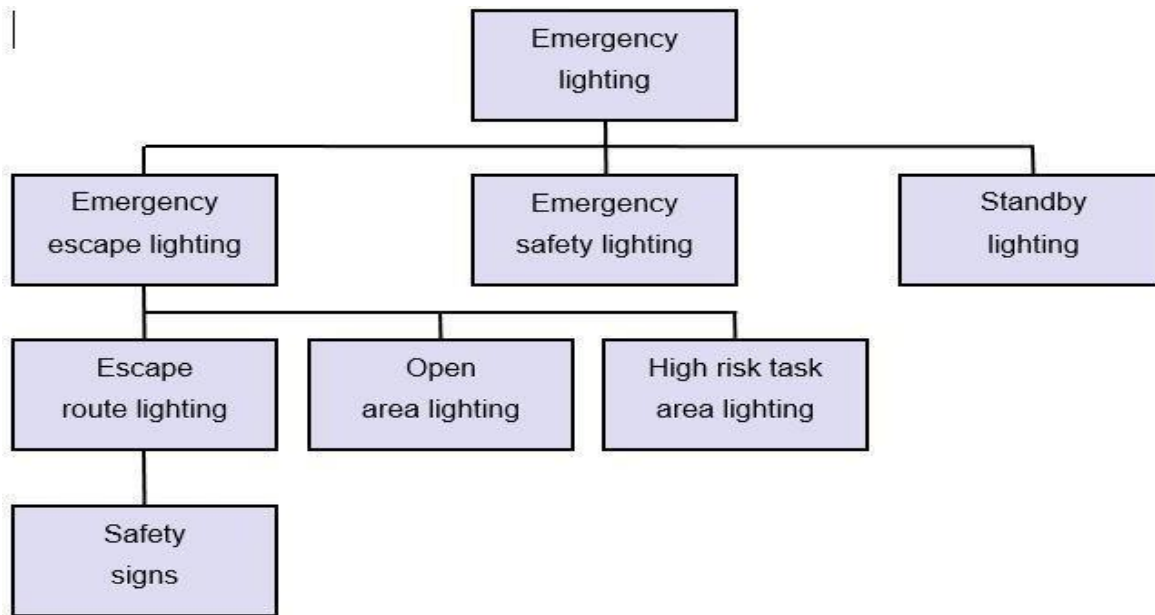 Emergency
lighting
Emergency
escape lighting
Emergency
safety lighting
Standby
lighting
Escape
route lighting
Open
area lighting
High risk task
area lighting
Safety
signs